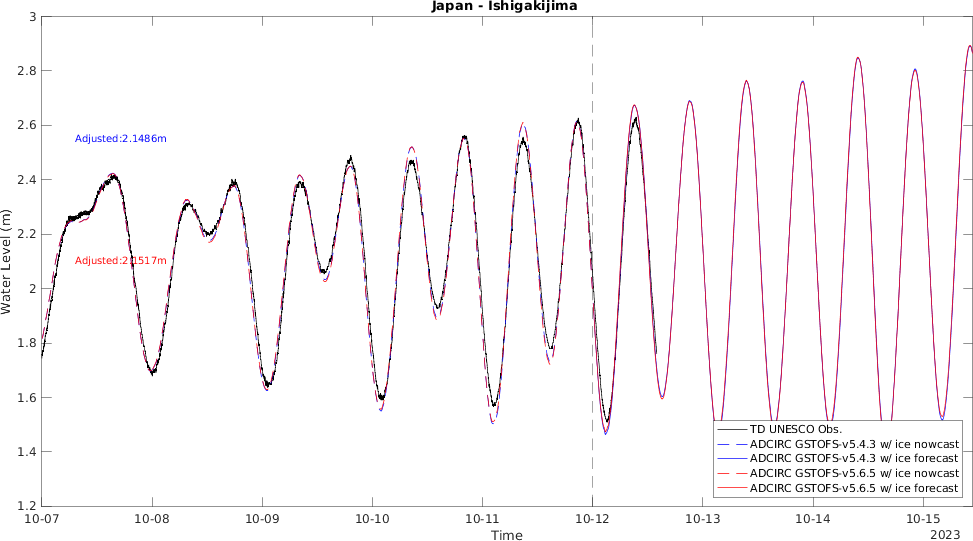 Japan - Ishigakijima
3
2.8
2.6
2.4
2.2
2
1.8
1.6
1.4
1.2
Water Level (m)
Adjusted:2.1486m
Adjusted:2.1517m
TD UNESCO Obs.
ADCIRC GSTOFS-v5.4.3 w/ ice nowcast
ADCIRC GSTOFS-v5.4.3 w/ ice forecast
ADCIRC GSTOFS-v5.6.5 w/ ice nowcast
ADCIRC GSTOFS-v5.6.5 w/ ice forecast
10-07 10-08 10-09 10-10 10-11 10-12 10-13 10-14 10-15
Time
2023